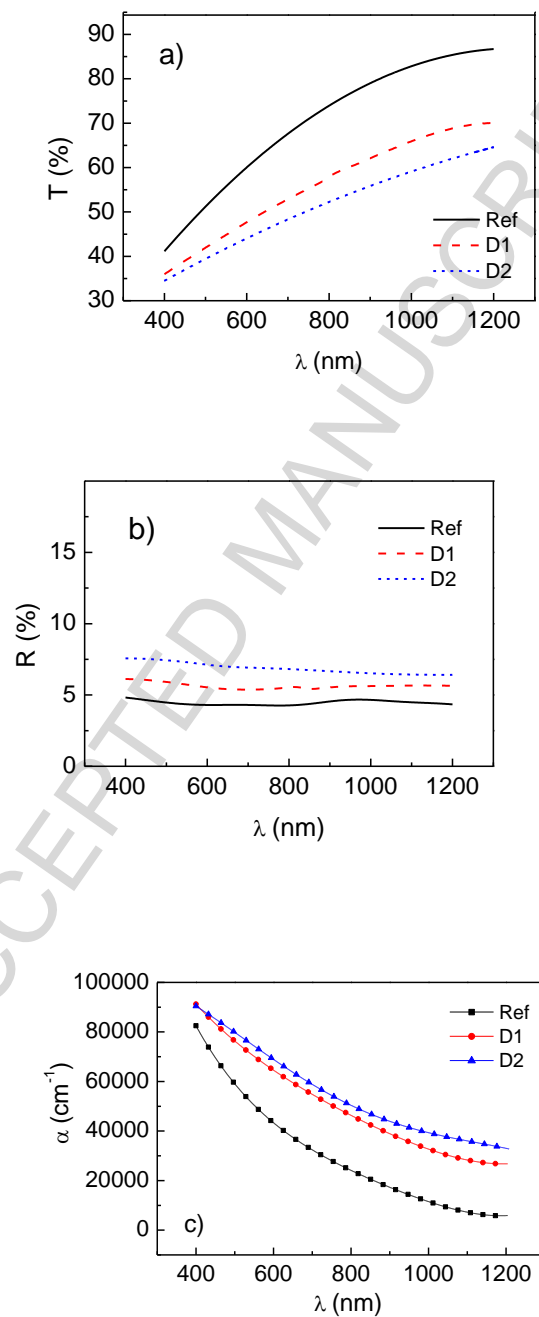 90
80
70
60
50
40
30
T (%)
a)
Ref
D1
D2
400 600 800 1000 1200
λ (nm)
15
10
5
0
R (%)
b)
Ref
D1
D2
400 600 800 1000 1200
λ (nm)
100000
80000
60000
40000
20000
0
α (cm⁻¹)
c)
Ref
D1
D2
400 600 800 1000 1200
λ (nm)
CCEPTED MANUSCRI